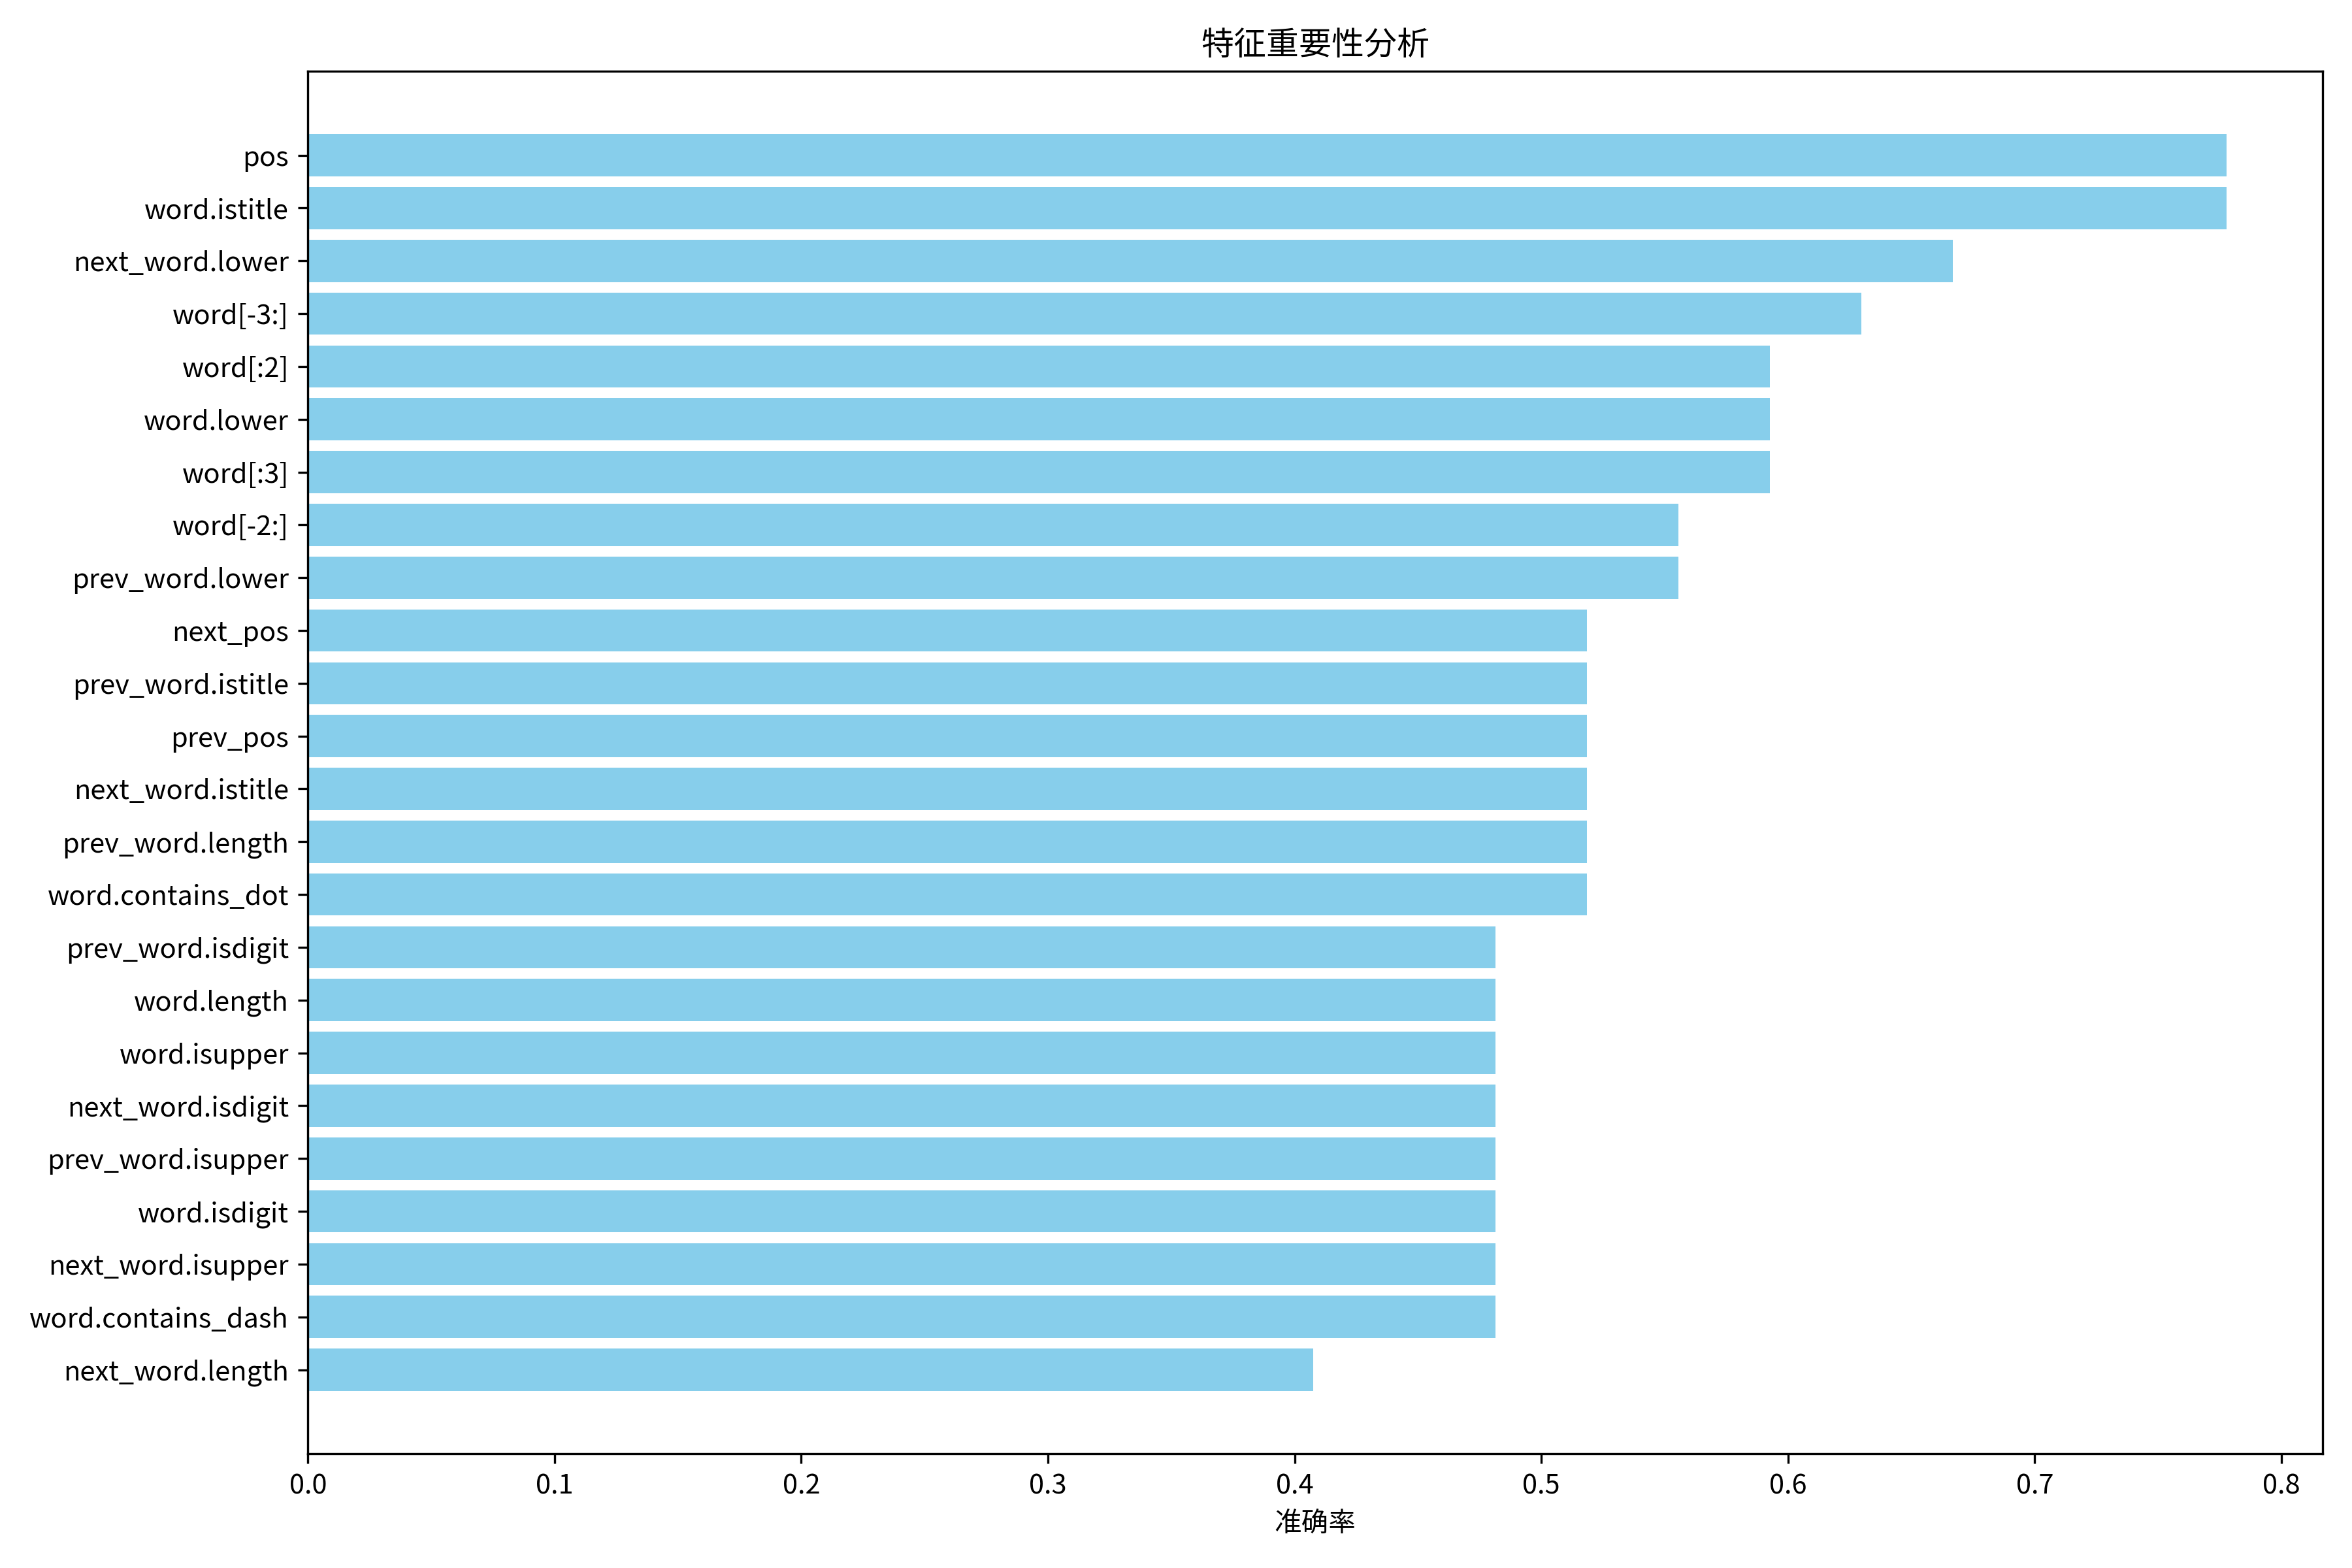 特征重要性分析
pos
word.istitle
next_word.lower
word[-3:]
word[:2]
word.lower
word[:3]
word[-2:]
prev_word.lower
next_pos
prev_word.istitle
prev_pos
next_word.istitle
prev_word.length
word.contains_dot
prev_word.isdigit
word.length
word.isupper
next_word.isdigit
prev_word.isupper
word.isdigit
next_word.isupper
word.contains_dash
next_word.length
0.0 0.1 0.2 0.3 0.4 0.5 0.6 0.7 0.8
准确率